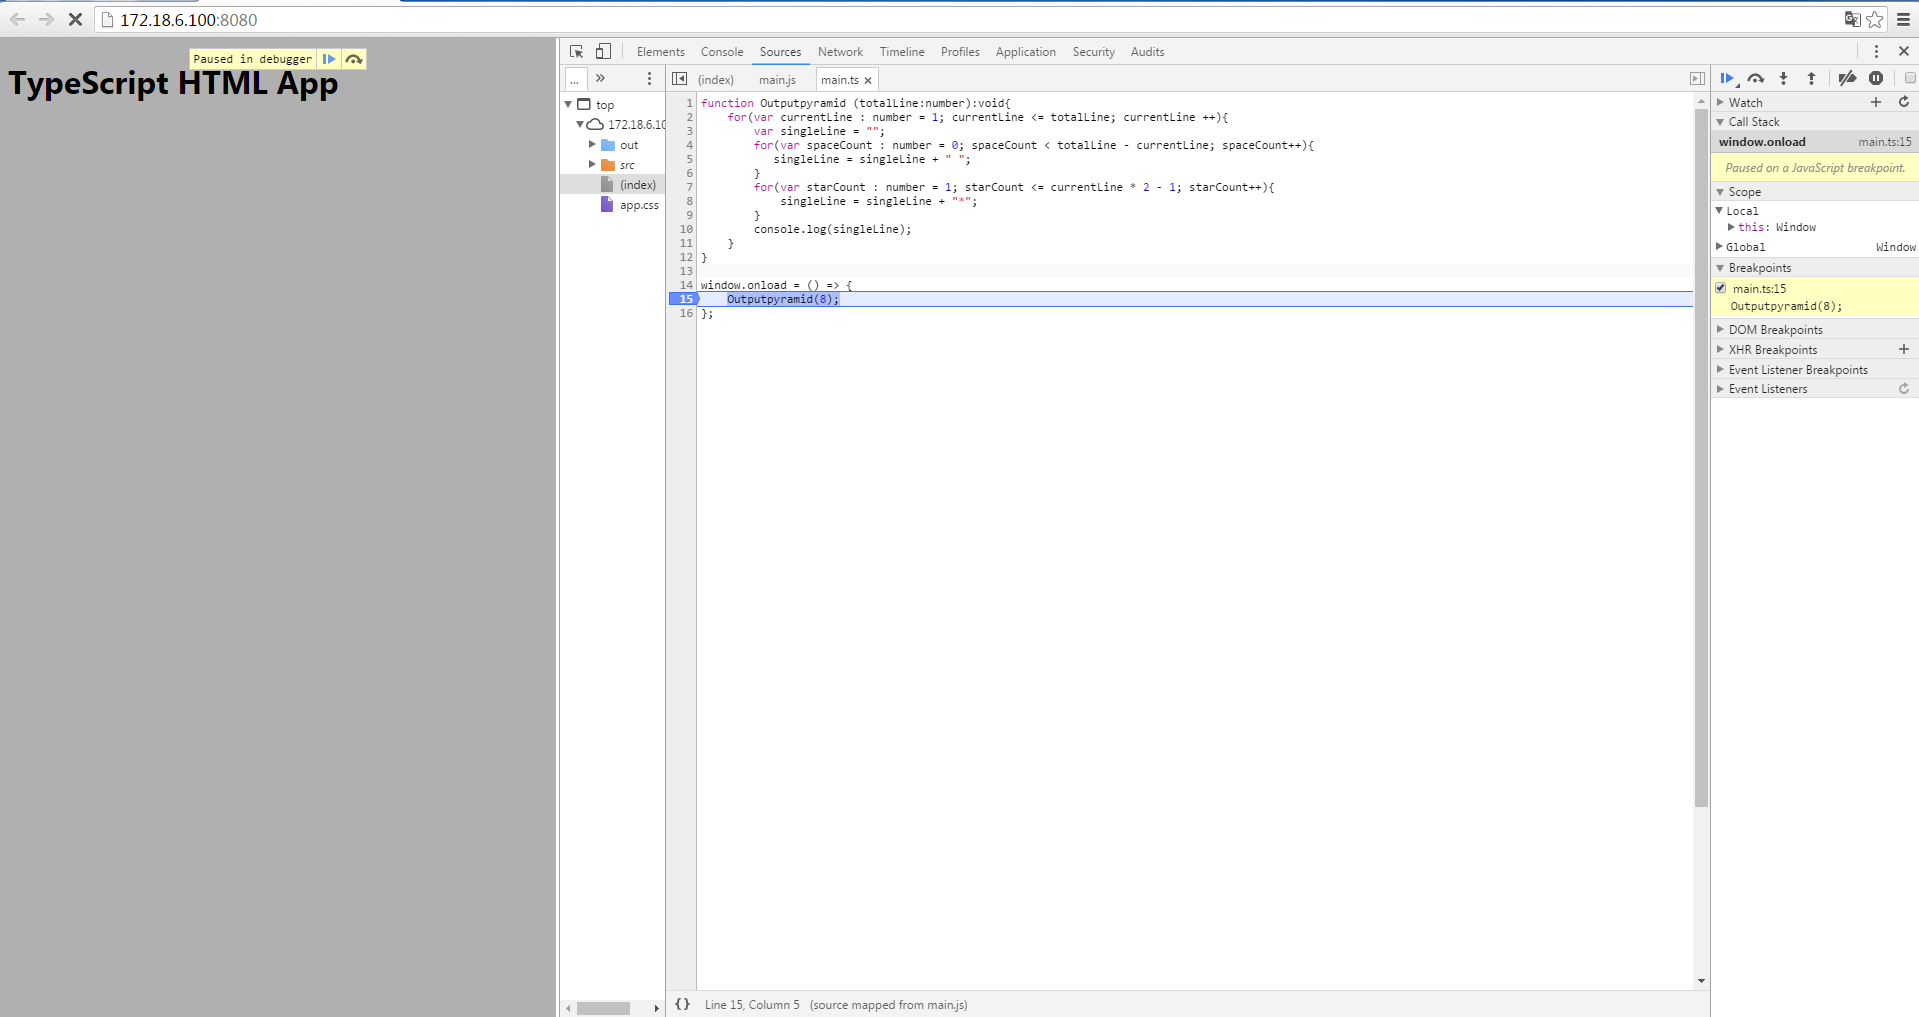 172.18.6.100:8080
Paused in debugger
TypeScript HTML App
Elements Console Sources Network Timeline Profiles Application Security Audits
... »
(index) main.js main.ts ×
top
172.18.6.10
out
src
(index)
app.css
1 function Outputpyramid (totalLine:number):void{
2 for(var currentLine : number = 1; currentLine <= totalLine; currentLine ++){
3 var singleLine = "";
4 for(var spaceCount : number = 0; spaceCount < totalLine - currentLine; spaceCount++){
5 singleLine = singleLine + " ";
6 }
7 for(var starCount : number = 1; starCount <= currentLine * 2 - 1; starCount++){
8 singleLine = singleLine + "*";
9 }
10 console.log(singleLine);
11 }
12 }
13
14 window.onload = () => {
15 Outputpyramid(8);
16 };
{} Line 15, Column 5 (source mapped from main.js)
Watch
Call Stack
window.onload main.ts:15
Paused on a JavaScript breakpoint.
Scope
Local
this: Window
Global Window
Breakpoints
main.ts:15
Outputpyramid(8);
DOM Breakpoints
XHR Breakpoints
Event Listener Breakpoints
Event Listeners